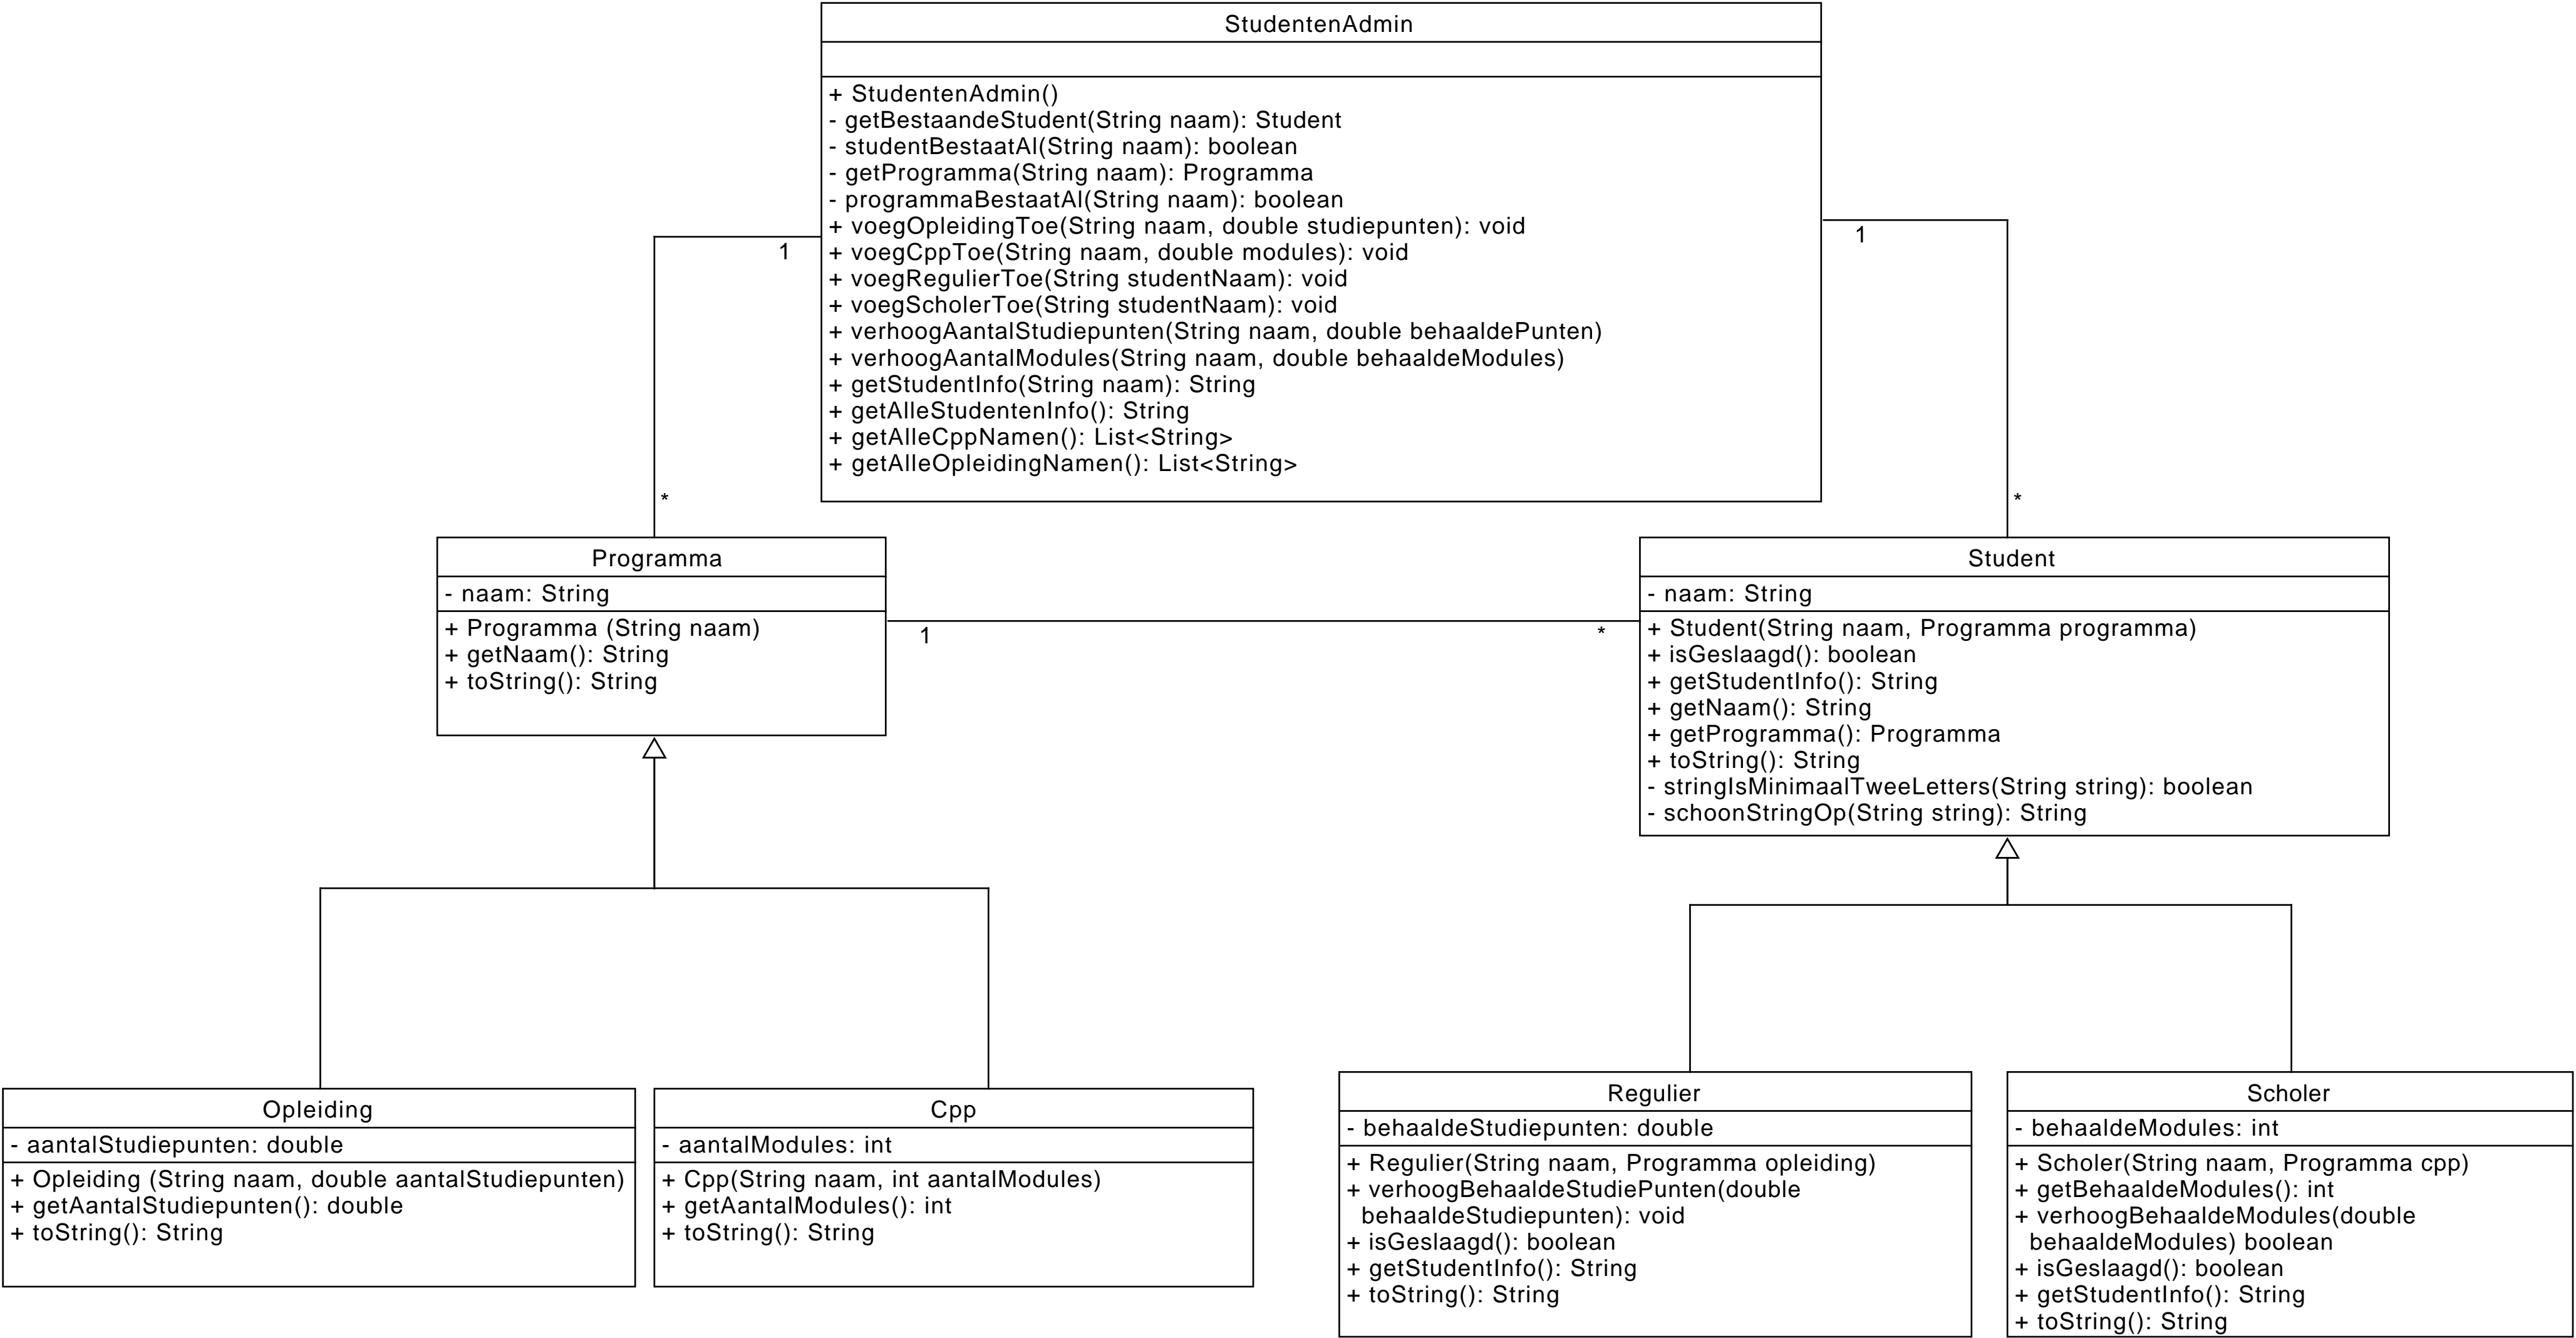 StudentenAdmin
+ StudentenAdmin()
- getBestaandeStudent(String naam): Student
- studentBestaatAl(String naam): boolean
- getProgramma(String naam): Programma
- programmaBestaatAl(String naam): boolean
+ voegOpleidingToe(String naam, double studiepunten): void
+ voegCppToe(String naam, double modules): void
+ voegRegulierToe(String studentNaam): void
+ voegScholerToe(String studentNaam): void
+ verhoogAantalStudiepunten(String naam, double behaaldePunten)
+ verhoogAantalModules(String naam, double behaaldeModules)
+ getStudentInfo(String naam): String
+ getAlleStudentenInfo(): String
+ getAlleCppNamen(): List<String>
+ getAlleOpleidingNamen(): List<String>
1
*
1
*
Programma
- naam: String
+ Programma (String naam)
+ getNaam(): String
+ toString(): String
1
*
Student
- naam: String
+ Student(String naam, Programma programma)
+ isGeslaagd(): boolean
+ getStudentInfo(): String
+ getNaam(): String
+ getProgramma(): Programma
+ toString(): String
- stringIsMinimaalTweeLetters(String string): boolean
- schoonStringOp(String string): String
Opleiding
- aantalStudiepunten: double
+ Opleiding (String naam, double aantalStudiepunten)
+ getAantalStudiepunten(): double
+ toString(): String
Cpp
- aantalModules: int
+ Cpp(String naam, int aantalModules)
+ getAantalModules(): int
+ toString(): String
Regulier
- behaaldeStudiepunten: double
+ Regulier(String naam, Programma opleiding)
+ verhoogBehaaldeStudiePunten(double
behaaldeStudiepunten): void
+ isGeslaagd(): boolean
+ getStudentInfo(): String
+ toString(): String
Scholer
- behaaldeModules: int
+ Scholer(String naam, Programma cpp)
+ getBehaaldeModules(): int
+ verhoogBehaaldeModules(double
behaaldeModules) boolean
+ isGeslaagd(): boolean
+ getStudentInfo(): String
+ toString(): String